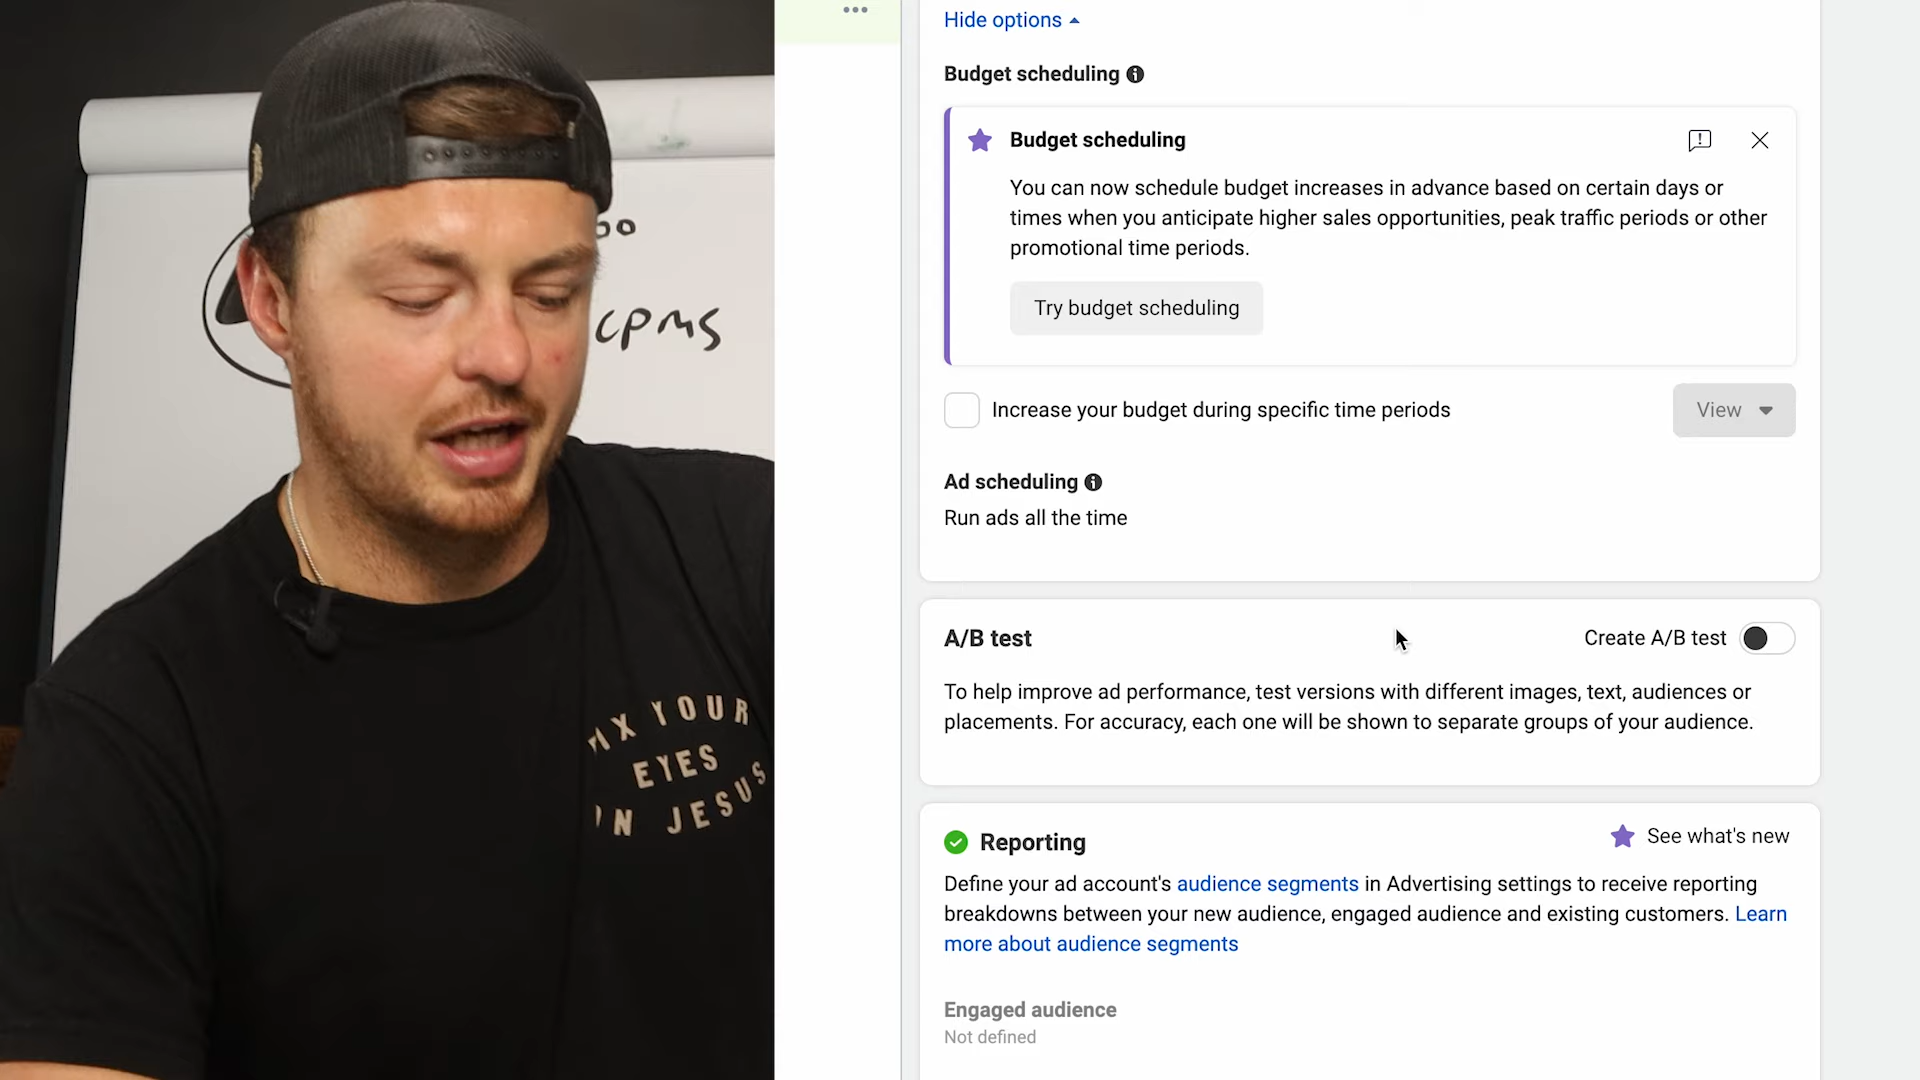 Hide options
Budget scheduling
Budget scheduling
You can now schedule budget increases in advance based on certain days or
times when you anticipate higher sales opportunities, peak traffic periods or other
promotional time periods.
Try budget scheduling
Increase your budget during specific time periods
View
Ad scheduling
Run ads all the time
A/B test
Create A/B test
To help improve ad performance, test versions with different images, text, audiences or
placements. For accuracy, each one will be shown to separate groups of your audience.
Reporting
See what's new
Define your ad account's audience segments in Advertising settings to receive reporting
breakdowns between your new audience, engaged audience and existing customers. Learn
more about audience segments
Engaged audience
Not defined
CPMS
YOUR
EYES
JESUS